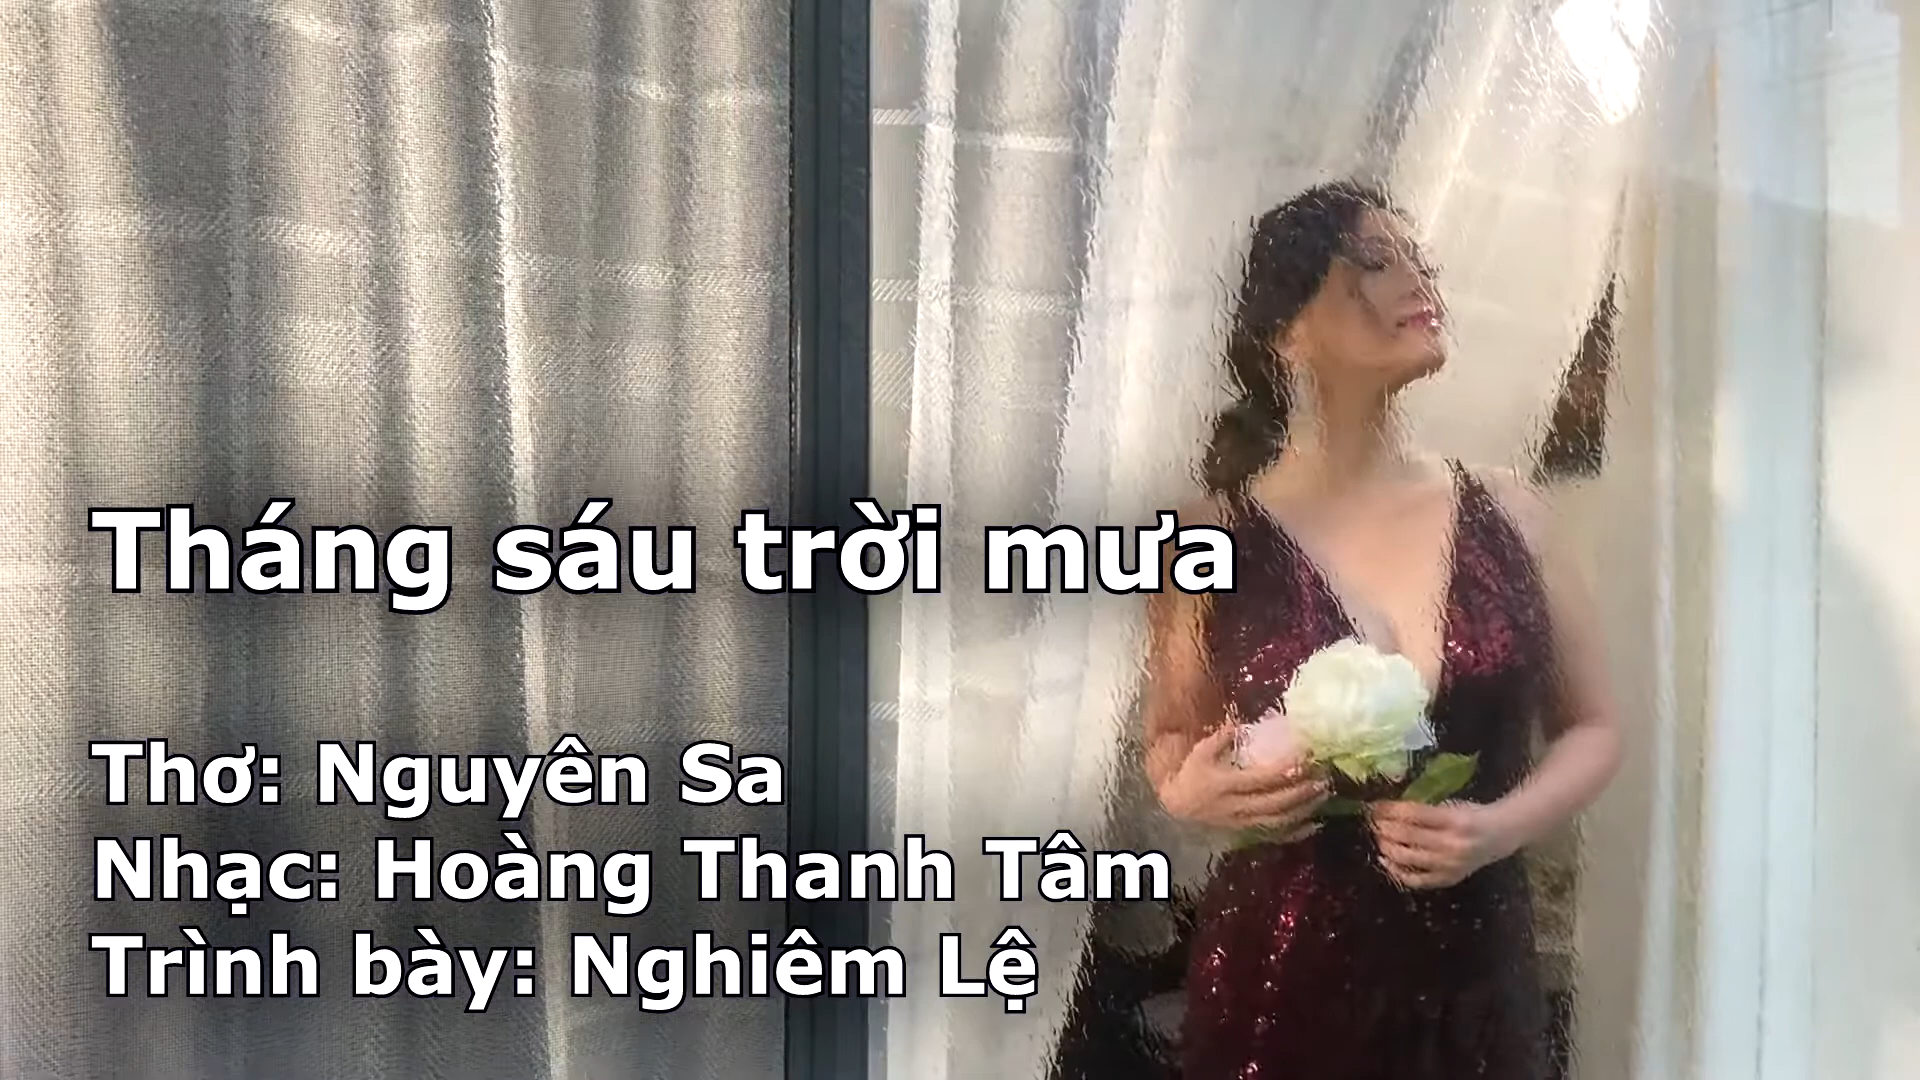 Tháng sáu trời mưa
Thơ: Nguyên Sa
Nhạc: Hoàng Thanh Tâm
Trình bày: Nghiêm Lệ